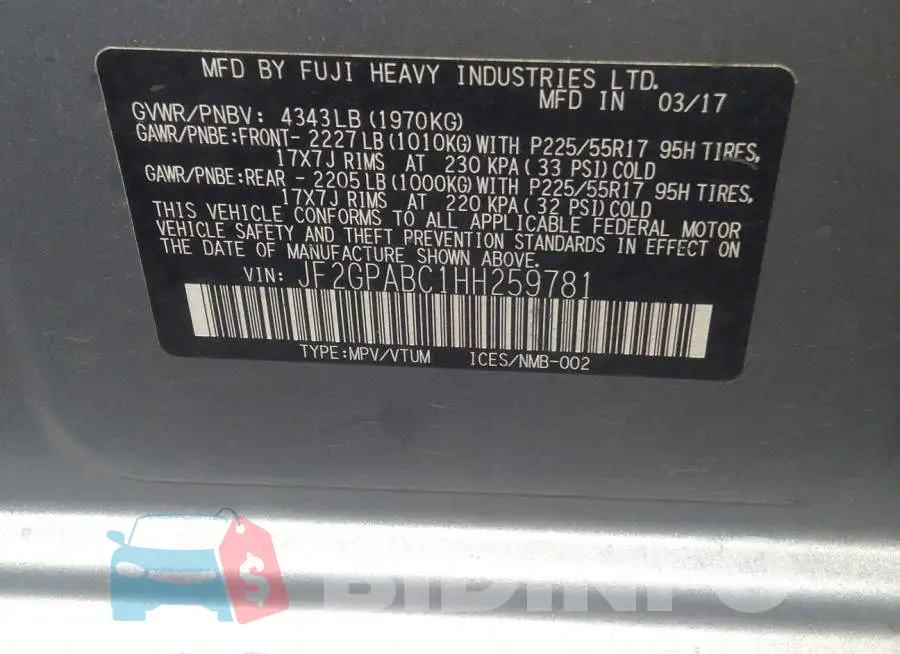 MFD BY FUJI HEAVY INDUSTRIES LTD.
MFD IN 03/17
GVWR/PNBV: 4343LB(1970KG)
GAWR/PNBE:FRONT-2227LB(1010KG)WITH P225/55R17 95H TIRES,
17X7J RIMS AT 230 KPA(33 PSI)COLD
GAWR/PNBE:REAR -2205LB(1000KG)WITH P225/55R17 95H TIRES,
17X7J RIMS AT 220 KPA(32 PSI)COLD
THIS VEHICLE CONFORMS TO ALL APPLICABLE FEDERAL MOTOR
VEHICLE SAFETY AND THEFT PREVENTION STANDARDS IN EFFECT ON
THE DATE OF MANUFACTURE SHOWN ABOVE.
VIN: JF2GPABC1HH259781
TYPE:MPV/VTUM ICES/NMB-002
$
BIDINFO